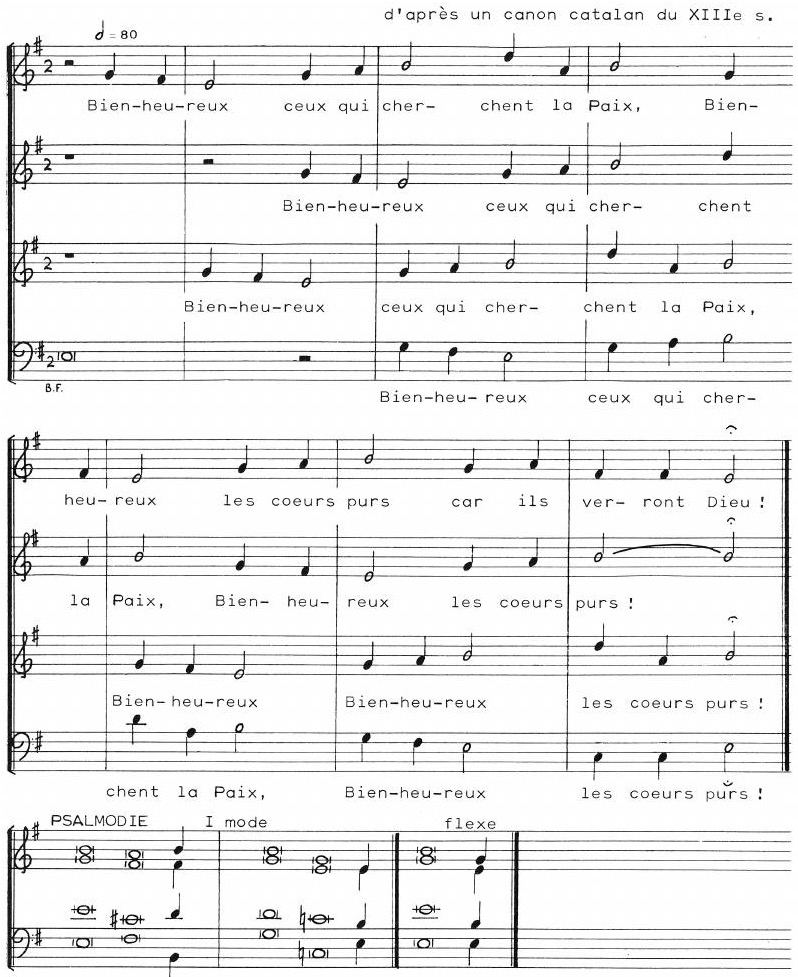 d'après un canon catalan du XIIIe s.
= 80
Bien-heu-reux ceux qui cher- chent la Paix, Bien-
Bien-heu-reux ceux qui cher- chent
Bien-heu-reux ceux qui cher- chent la Paix,
B.F.
Bien-heu-reux ceux qui cher-
heu-reux les coeurs purs car ils ver- ront Dieu !
la Paix, Bien- heu- reux les coeurs purs !
Bien-heu-reux Bien-heu-reux les coeurs purs !
chent la Paix, Bien-heu-reux les coeurs purs !
PSALMODIE I mode flexe